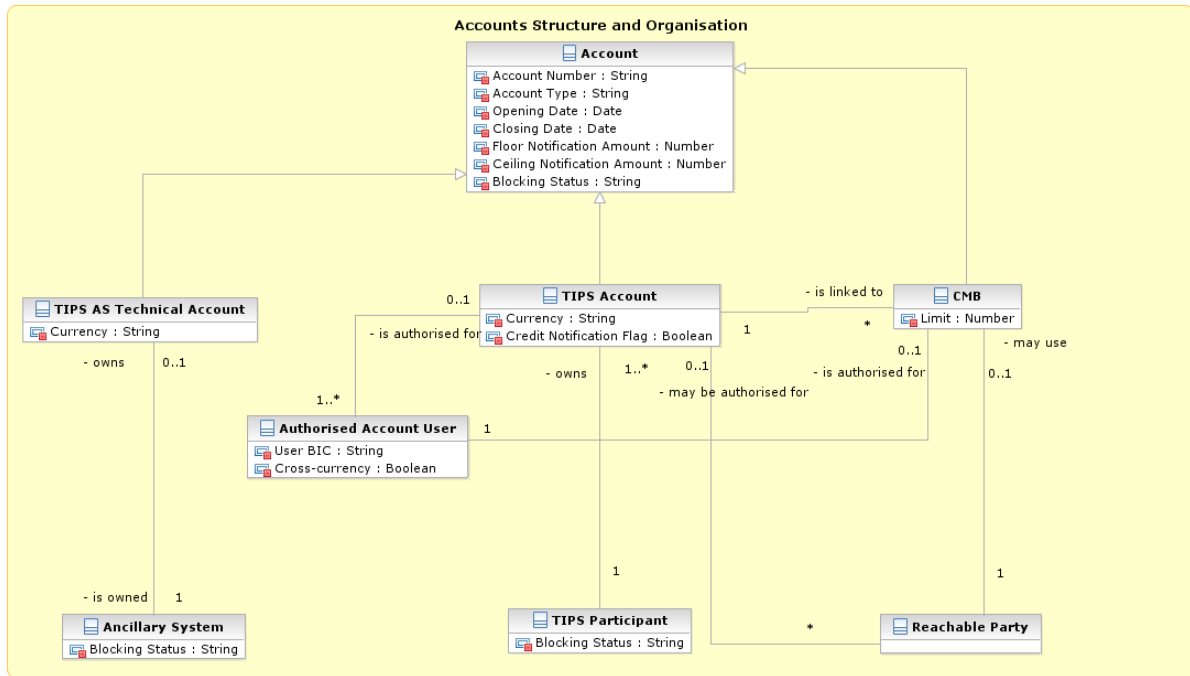 Accounts Structure and Organisation
Account
Account Number : String
Account Type : String
Opening Date : Date
Closing Date : Date
Floor Notification Amount : Number
Ceiling Notification Amount : Number
Blocking Status : String
TIPS AS Technical Account
Currency : String
TIPS Account
Currency : String
Credit Notification Flag : Boolean
CMB
Limit : Number
- is linked to
1
*
0..1
- is authorised for
1..*
- owns
0..1
- owns
1..*
0..1
- may be authorised for
0..1
- is authorised for
- may use
0..1
Authorised Account User
User BIC : String
Cross-currency : Boolean
1
- is owned
1
1
*
1
Ancillary System
Blocking Status : String
TIPS Participant
Blocking Status : String
Reachable Party